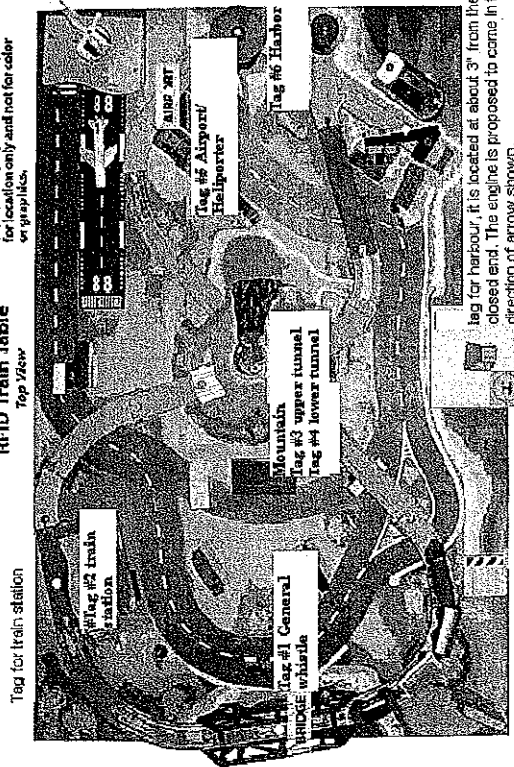 Tag for train station
RFID Train Table
Top View
for location only and not for color
or graphics.
88
88
AIRPORT
#Tag #2 train
station
Tag #5 Airport/
Heliporter
Tag #6 Harbor
Mountain
Tag #3 upper tunnel
Tag #4 lower tunnel
Tag #1 General
BRIDGE whistle
tag for harbour, it is located at about 3" from the
closed end. The engine is proposed to come in t
direction of arrow shown